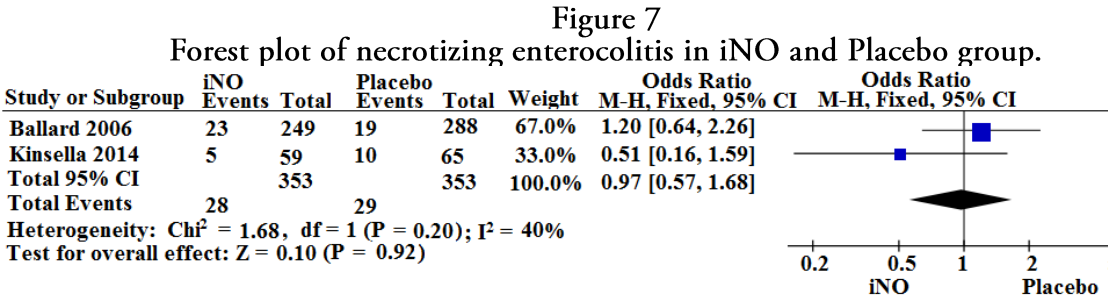 Figure 7
Forest plot of necrotizing enterocolitis in iNO and Placebo group.
iNO Placebo Odds Ratio Odds Ratio
Study or Subgroup Events Total Events Total Weight M-H, Fixed, 95% CI M-H, Fixed, 95% CI
Ballard 2006 23 249 19 288 67.0% 1.20 [0.64, 2.26]
Kinsella 2014 5 59 10 65 33.0% 0.51 [0.16, 1.59]
Total 95% CI 353 353 100.0% 0.97 [0.57, 1.68]
Total Events 28 29
Heterogeneity: Chi² = 1.68, df = 1 (P = 0.20); I² = 40%
Test for overall effect: Z = 0.10 (P = 0.92)
0.2 0.5 1 2
iNO Placebo